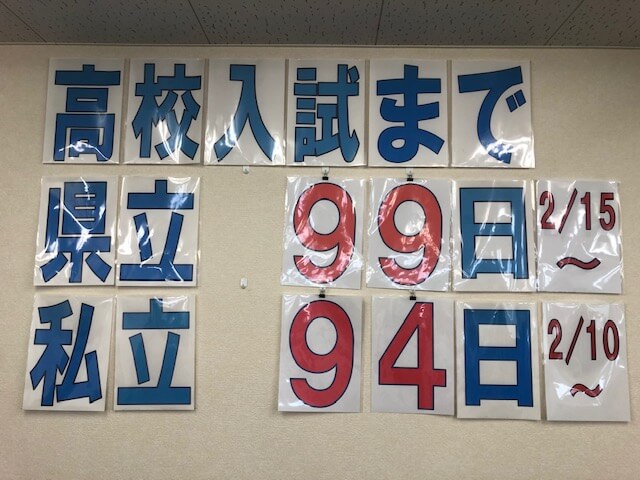 高校入試まで
県立 99日 2/15～
私立 94日 2/10～